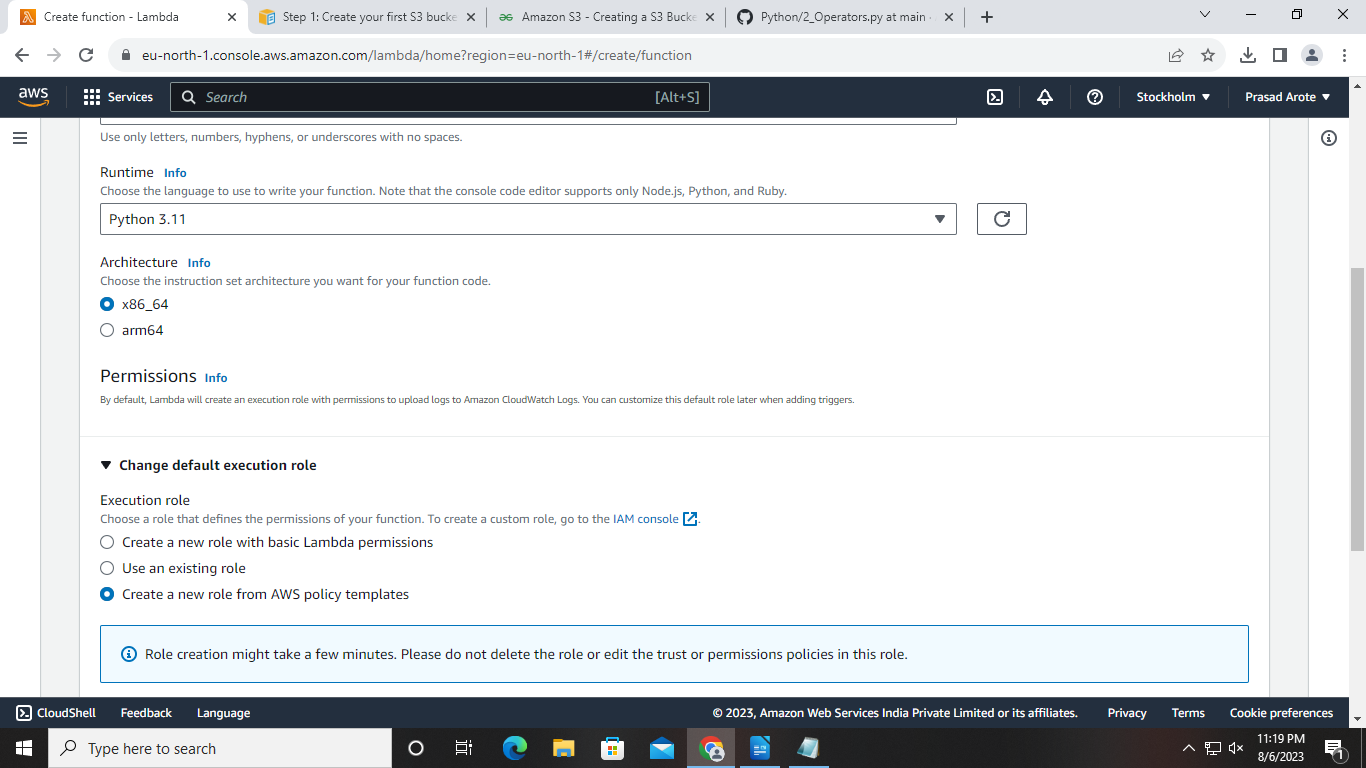 Create function - Lambda
Step 1: Create your first S3 bucke
Amazon S3 - Creating a S3 Bucke
Python/2_Operators.py at main
eu-north-1.console.aws.amazon.com/lambda/home?region=eu-north-1#/create/function
aws
Services
Search
[Alt+S]
Stockholm
Prasad Arote
Use only letters, numbers, hyphens, or underscores with no spaces.
Runtime Info
Choose the language to use to write your function. Note that the console code editor supports only Node.js, Python, and Ruby.
Python 3.11
Architecture Info
Choose the instruction set architecture you want for your function code.
x86_64
arm64
Permissions Info
By default, Lambda will create an execution role with permissions to upload logs to Amazon CloudWatch Logs. You can customize this default role later when adding triggers.
Change default execution role
Execution role
Choose a role that defines the permissions of your function. To create a custom role, go to the IAM console.
Create a new role with basic Lambda permissions
Use an existing role
Create a new role from AWS policy templates
Role creation might take a few minutes. Please do not delete the role or edit the trust or permissions policies in this role.
CloudShell
Feedback
Language
© 2023, Amazon Web Services India Private Limited or its affiliates.
Privacy
Terms
Cookie preferences
Type here to search
11:19 PM
8/6/2023
1